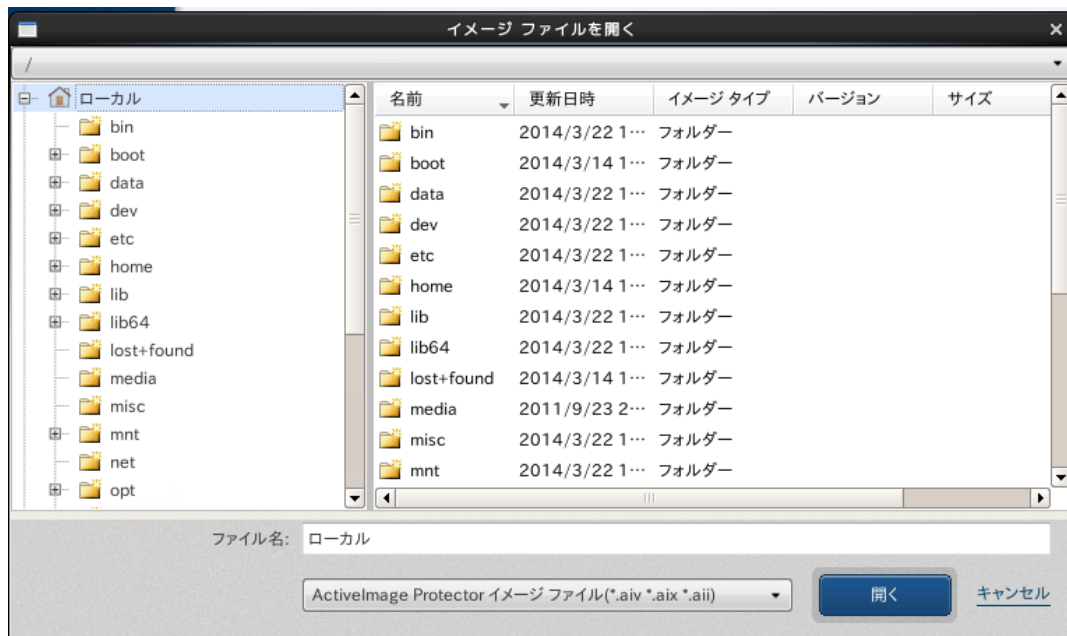 イメージ ファイルを開く
/
ローカル
bin
boot
data
dev
etc
home
lib
lib64
lost+found
media
misc
mnt
net
opt
名前 更新日時 イメージ タイプ バージョン サイズ
bin 2014/3/22 1… フォルダー
boot 2014/3/14 1… フォルダー
data 2014/3/22 1… フォルダー
dev 2014/3/22 1… フォルダー
etc 2014/3/22 1… フォルダー
home 2014/3/14 1… フォルダー
lib 2014/3/22 1… フォルダー
lib64 2014/3/22 1… フォルダー
lost+found 2014/3/14 1… フォルダー
media 2011/9/23 2… フォルダー
misc 2014/3/22 1… フォルダー
mnt 2014/3/22 1… フォルダー
ファイル名: ローカル
ActiveImage Protector イメージ ファイル(*.aiv *.aix *.aii) 開く キャンセル